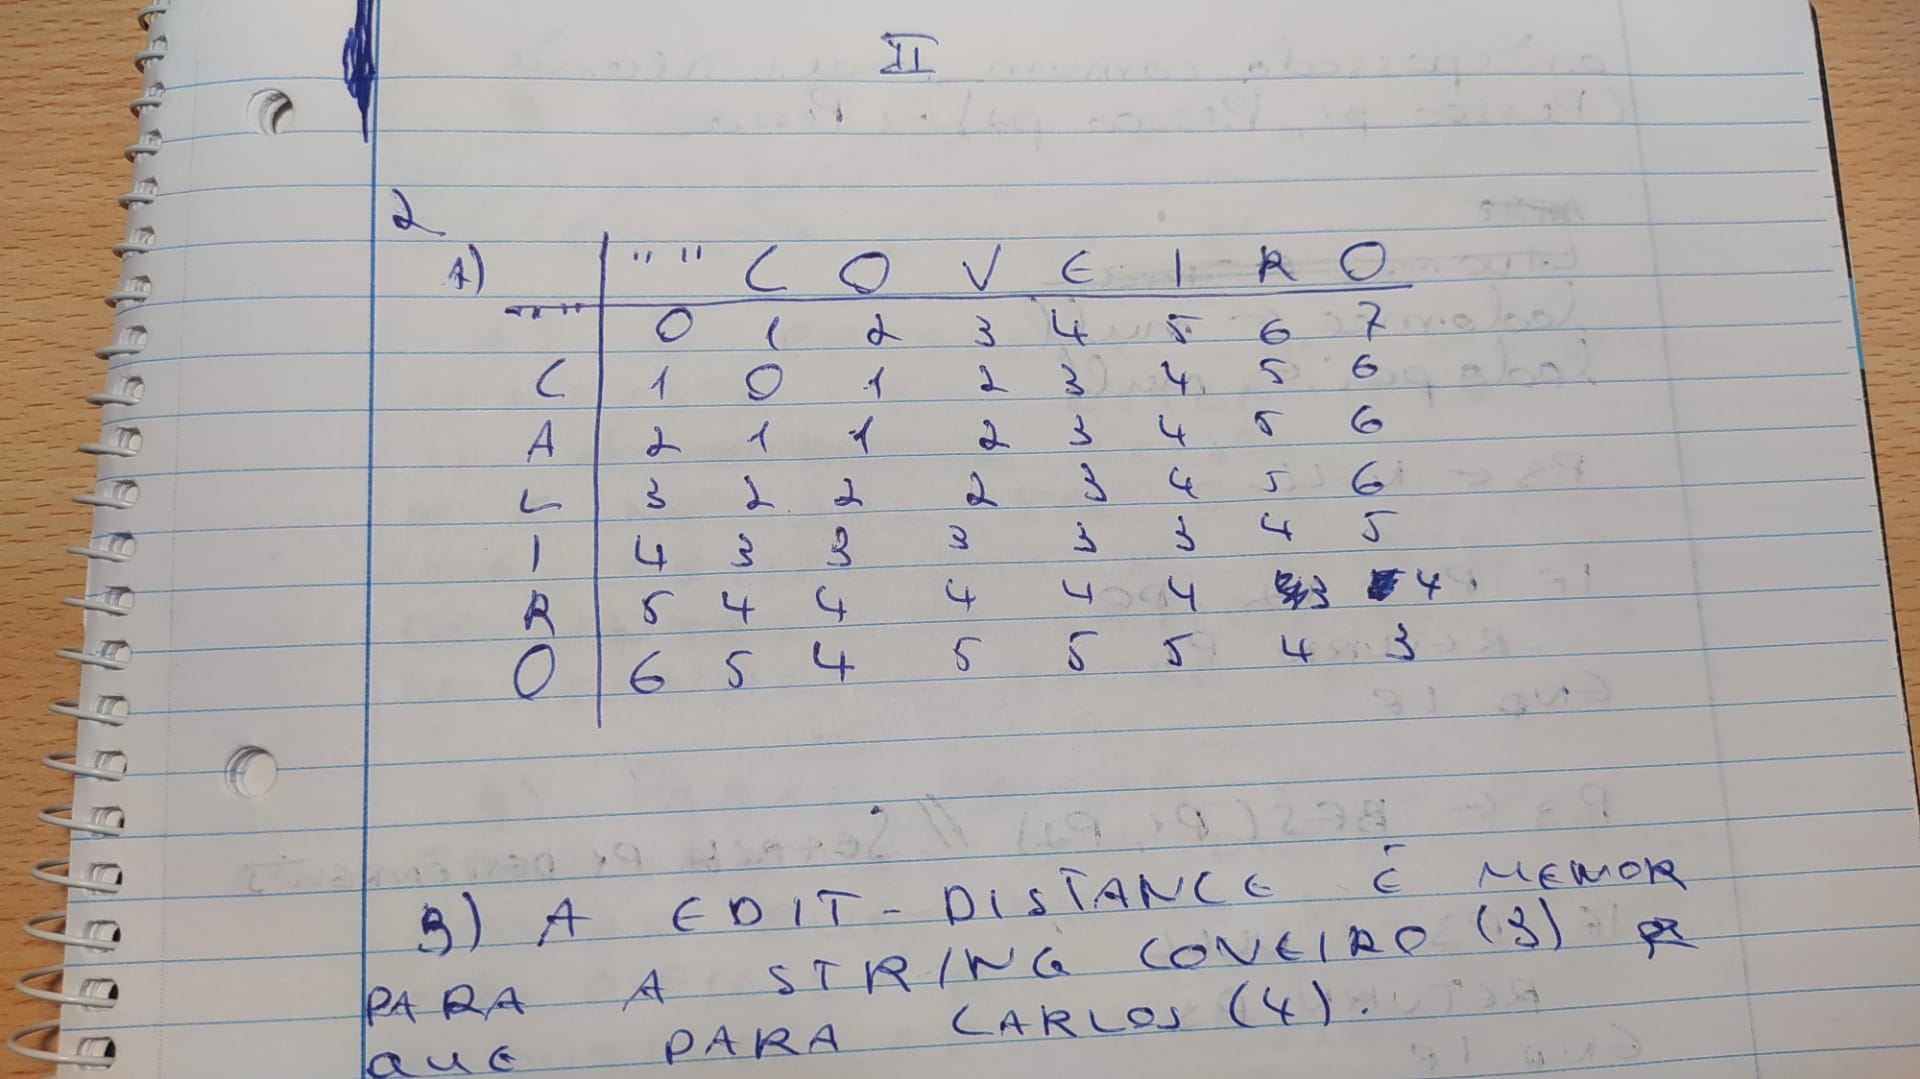 II
2
1) "" C O V E I R O
"" 0 1 2 3 4 5 6 7
C 1 0 1 2 3 4 5 6
A 2 1 1 2 3 4 5 6
L 3 2 2 2 3 4 5 6
I 4 3 3 3 3 3 4 5
R 5 4 4 4 4 4 3 4.
O 6 5 4 5 5 5 4 3
3) A EDIT-DISTANCE É MEMOR
PARA A STRING COVEIRO (3)
QUE PARA CARLOS (4).